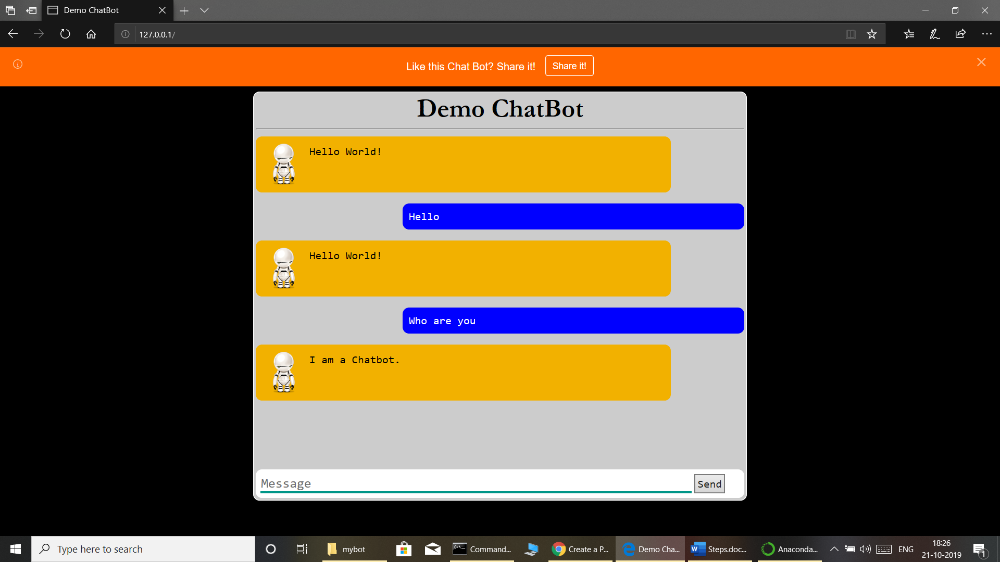 Demo ChatBot
127.0.0.1/
Like this Chat Bot? Share it! Share it!
Demo ChatBot
Hello World!
Hello
Hello World!
Who are you
I am a Chatbot.
Message Send
Type here to search mybot Command... Create a P... Demo Cha... Steps.doc... Anaconda... ENG 18:26
21-10-2019 1